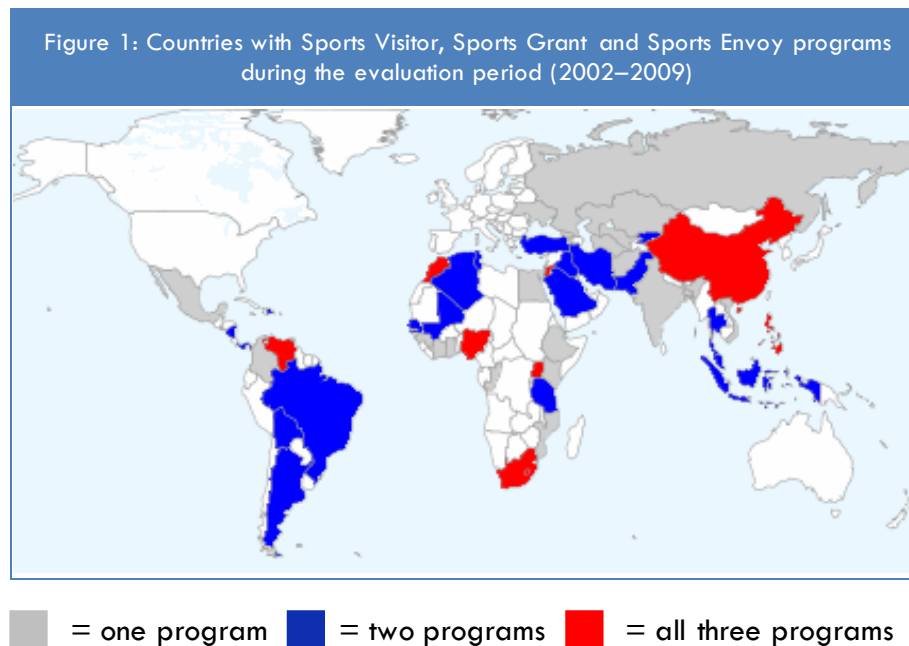 Figure 1: Countries with Sports Visitor, Sports Grant and Sports Envoy programs
during the evaluation period (2002–2009)
= one program = two programs = all three programs